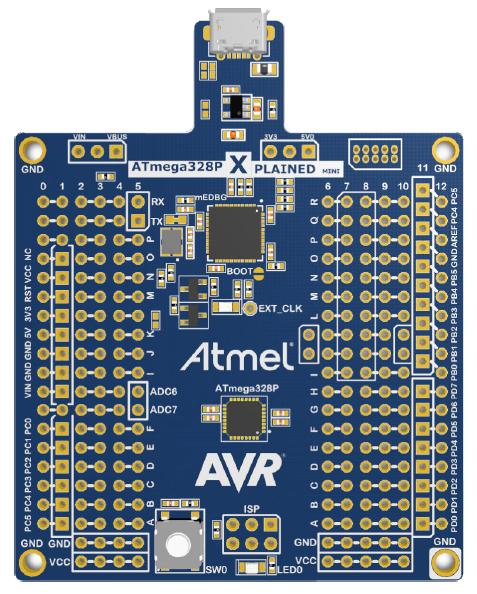 VIN VBUS 3V3 5V0
ATmega328P X PLAINED MINI
GND GND
0 1 2 3 4 5 6 7 8 9 10 11 12
RX
TX
mEDBG
BOOT
EXT_CLK
NC
VCC
RST
3V3
5V
GND
GND
VIN
P
O
N
M
K
J
I
R
Q
P
O
N
M
L
I
PC5
PC4
AREF
GND
PB5
PB4
PB3
PB2
PB1
PB0
Atmel
ATmega328P
ADC6
ADC7
PC0
PC1
PC2
PC3
PC4
PC5
F
E
D
C
B
A
H
G
F
E
D
C
B
A
PD7
PD6
PD5
PD4
PD3
PD2
PD1
PD0
AVR
ISP
GND GND GND GND
VCC VCC
SW0 LED0